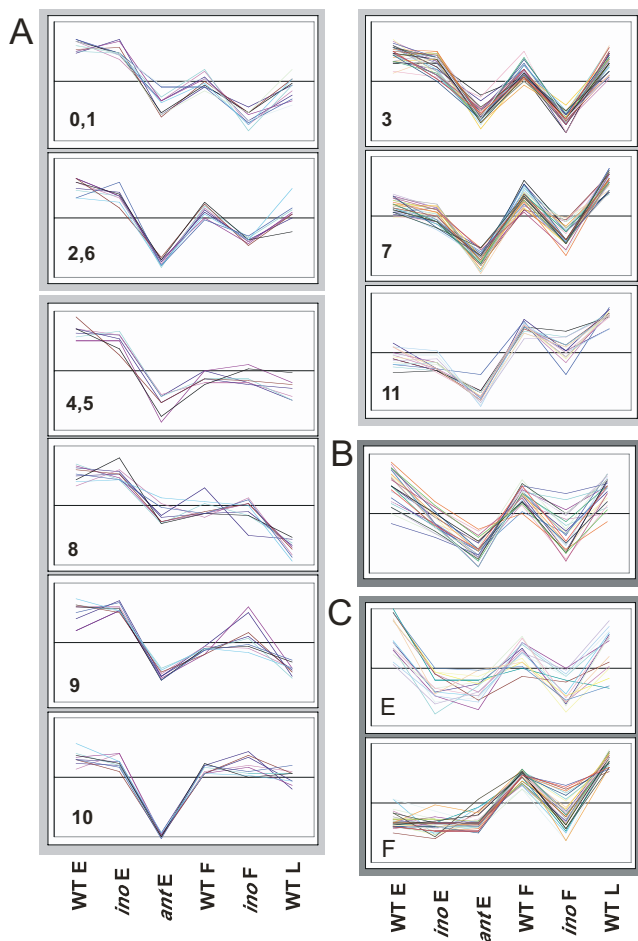 A
0,1
2,6
4,5
8
9
10
WT E
ino E
ant E
WT F
ino F
WT L
3
7
11
B
C
E
F
WT E
ino E
ant E
WT F
ino F
WT L